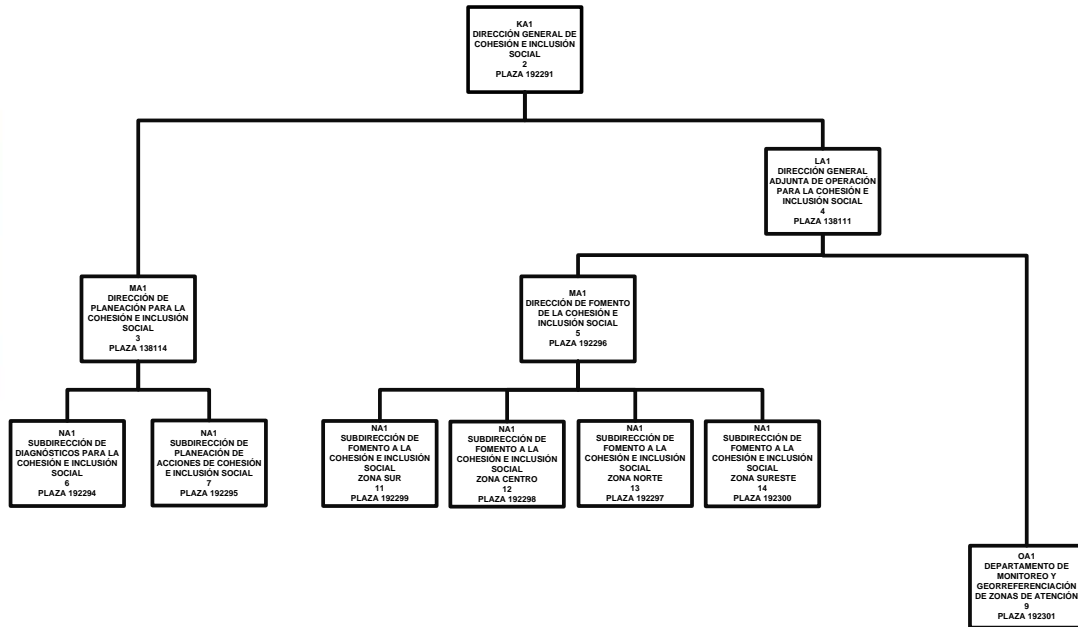 KA1
DIRECCIÓN GENERAL DE
COHESIÓN E INCLUSIÓN
SOCIAL
2
PLAZA 192291
LA1
DIRECCIÓN GENERAL
ADJUNTA DE OPERACIÓN
PARA LA COHESIÓN E
INCLUSIÓN SOCIAL
4
PLAZA 138111
MA1
DIRECCIÓN DE
PLANEACIÓN PARA LA
COHESIÓN E INCLUSIÓN
SOCIAL
3
PLAZA 138114
MA1
DIRECCIÓN DE FOMENTO
DE LA COHESIÓN E
INCLUSIÓN SOCIAL
5
PLAZA 192296
NA1
SUBDIRECCIÓN DE
DIAGNÓSTICOS PARA LA
COHESIÓN E INCLUSIÓN
SOCIAL
6
PLAZA 192294
NA1
SUBDIRECCIÓN DE
PLANEACIÓN DE
ACCIONES DE COHESIÓN
E INCLUSIÓN SOCIAL
7
PLAZA 192295
NA1
SUBDIRECCIÓN DE
FOMENTO A LA
COHESIÓN E INCLUSIÓN
SOCIAL
ZONA SUR
11
PLAZA 192299
NA1
SUBDIRECCIÓN DE
FOMENTO A LA
COHESIÓN E INCLUSIÓN
SOCIAL
ZONA CENTRO
12
PLAZA 192298
NA1
SUBDIRECCIÓN DE
FOMENTO A LA
COHESIÓN E INCLUSIÓN
SOCIAL
ZONA NORTE
13
PLAZA 192297
NA1
SUBDIRECCIÓN DE
FOMENTO A LA
COHESIÓN E INCLUSIÓN
SOCIAL
ZONA SURESTE
14
PLAZA 192300
OA1
DEPARTAMENTO DE
MONITOREO Y
GEORREFERENCIACIÓN
DE ZONAS DE ATENCIÓN
9
PLAZA 192301